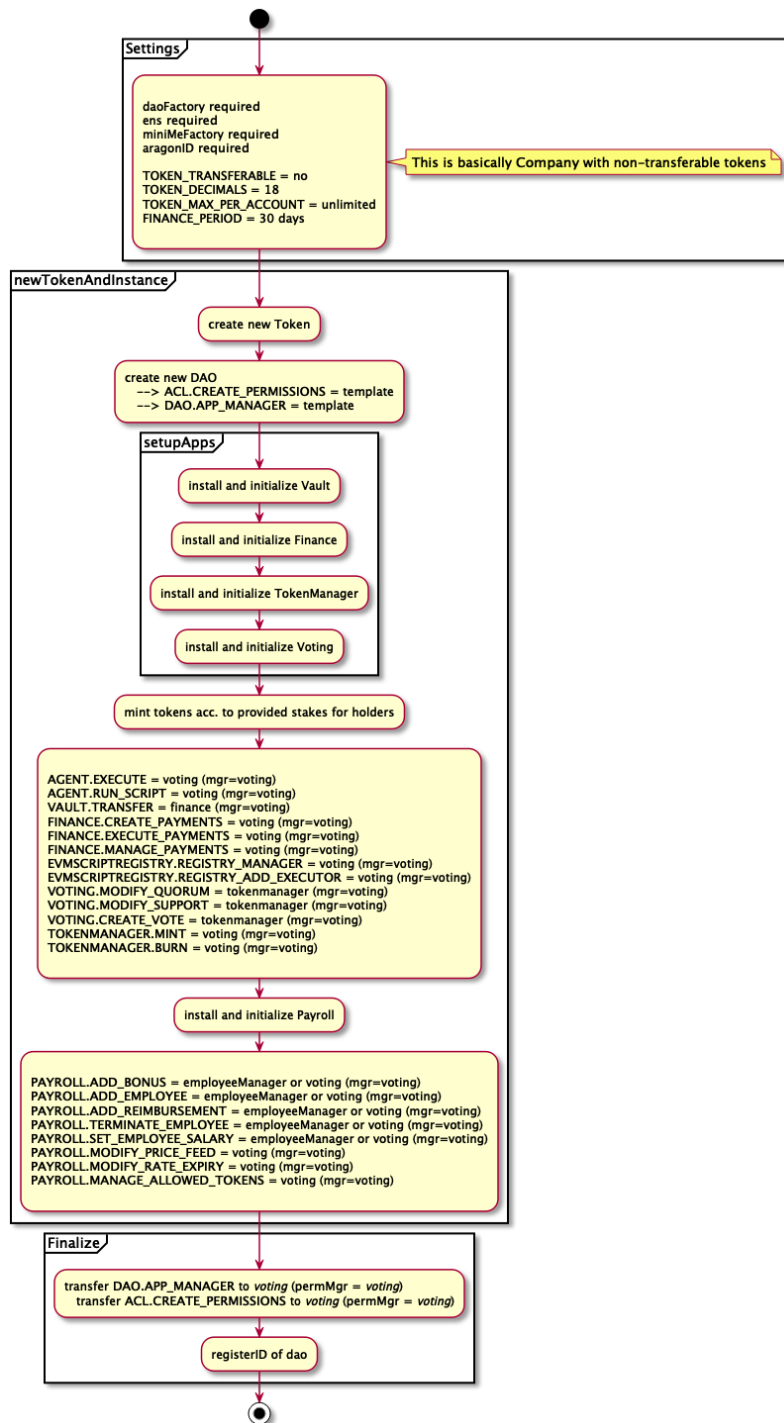 Settings
daoFactory required
ens required
miniMeFactory required
aragonID required
TOKEN_TRANSFERABLE = no
TOKEN_DECIMALS = 18
TOKEN_MAX_PER_ACCOUNT = unlimited
FINANCE_PERIOD = 30 days
This is basically Company with non-transferable tokens
newTokenAndInstance
create new Token
create new DAO
--> ACL.CREATE_PERMISSIONS = template
--> DAO.APP_MANAGER = template
setupApps
install and initialize Vault
install and initialize Finance
install and initialize TokenManager
install and initialize Voting
mint tokens acc. to provided stakes for holders
AGENT.EXECUTE = voting (mgr=voting)
AGENT.RUN_SCRIPT = voting (mgr=voting)
VAULT.TRANSFER = finance (mgr=voting)
FINANCE.CREATE_PAYMENTS = voting (mgr=voting)
FINANCE.EXECUTE_PAYMENTS = voting (mgr=voting)
FINANCE.MANAGE_PAYMENTS = voting (mgr=voting)
EVMSCRIPTREGISTRY.REGISTRY_MANAGER = voting (mgr=voting)
EVMSCRIPTREGISTRY.REGISTRY_ADD_EXECUTOR = voting (mgr=voting)
VOTING.MODIFY_QUORUM = tokenmanager (mgr=voting)
VOTING.MODIFY_SUPPORT = tokenmanager (mgr=voting)
VOTING.CREATE_VOTE = tokenmanager (mgr=voting)
TOKENMANAGER.MINT = voting (mgr=voting)
TOKENMANAGER.BURN = voting (mgr=voting)
install and initialize Payroll
PAYROLL.ADD_BONUS = employeeManager or voting (mgr=voting)
PAYROLL.ADD_EMPLOYEE = employeeManager or voting (mgr=voting)
PAYROLL.ADD_REIMBURSEMENT = employeeManager or voting (mgr=voting)
PAYROLL.TERMINATE_EMPLOYEE = employeeManager or voting (mgr=voting)
PAYROLL.SET_EMPLOYEE_SALARY = employeeManager or voting (mgr=voting)
PAYROLL.MODIFY_PRICE_FEED = voting (mgr=voting)
PAYROLL.MODIFY_RATE_EXPIRY = voting (mgr=voting)
PAYROLL.MANAGE_ALLOWED_TOKENS = voting (mgr=voting)
Finalize
transfer DAO.APP_MANAGER to voting (permMgr = voting)
transfer ACL.CREATE_PERMISSIONS to voting (permMgr = voting)
registerID of dao